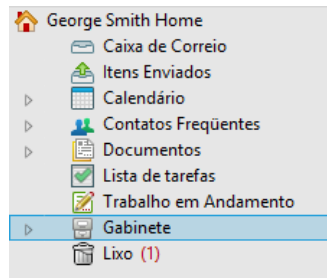 George Smith Home
Caixa de Correio
Itens Enviados
Calendário
Contatos Freqüentes
Documentos
Lista de tarefas
Trabalho em Andamento
Gabinete
Lixo (1)